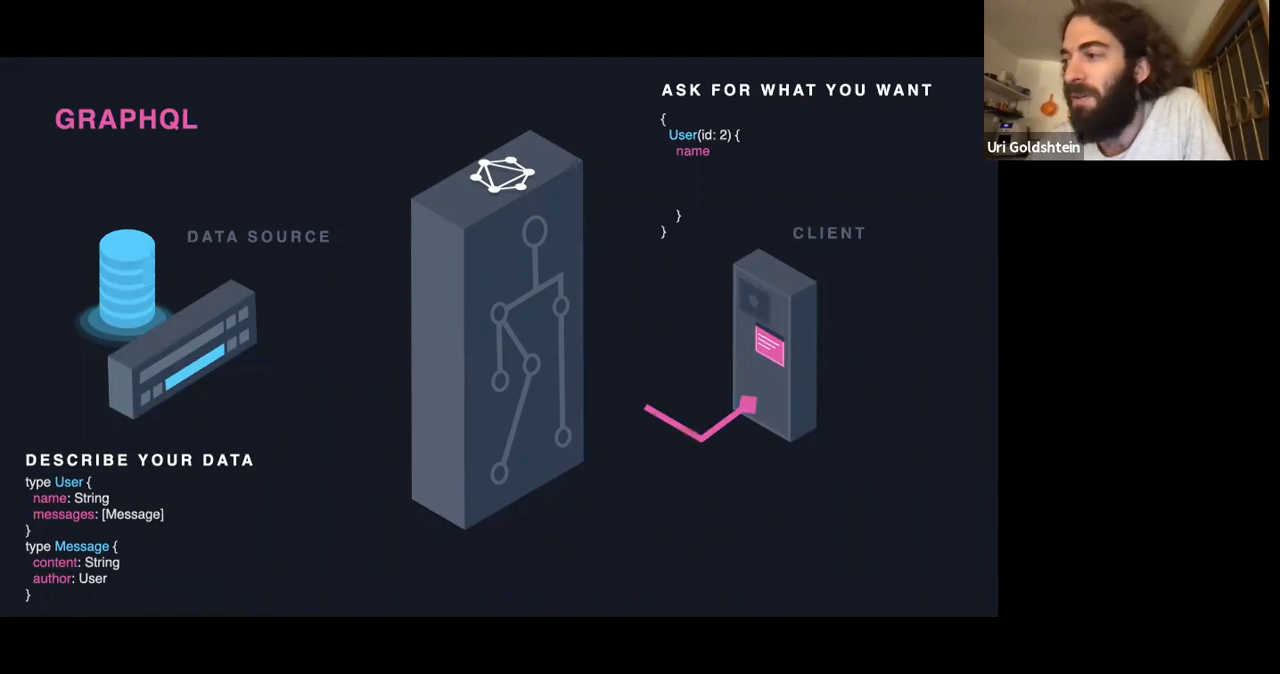 GRAPHQL
DATA SOURCE
DESCRIBE YOUR DATA
type User {
name: String
messages: [Message]
}
type Message {
content: String
author: User
}
ASK FOR WHAT YOU WANT
{
User(id: 2) {
name
}
}
CLIENT
Uri Goldshtein